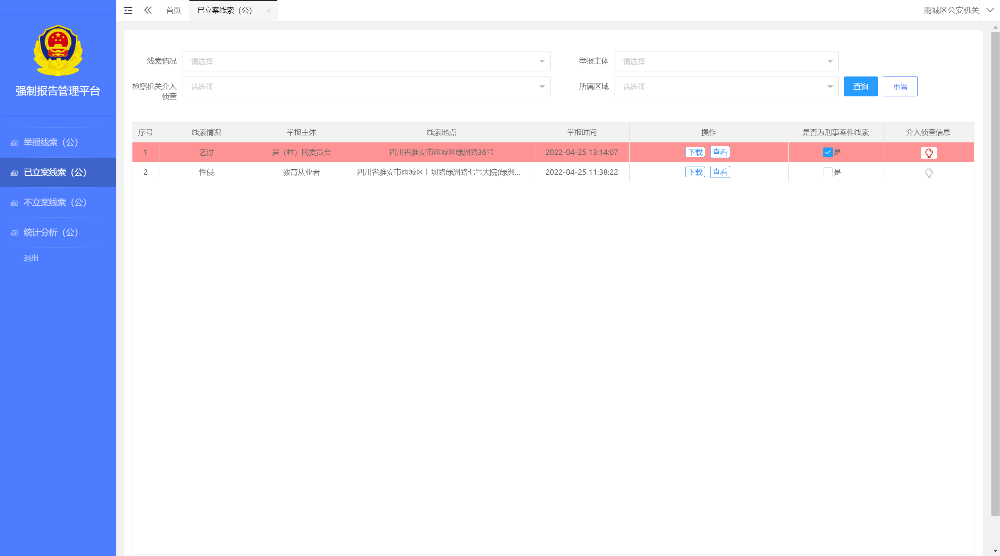 首页
已立案线索（公）
雨城区公安机关
强制报告管理平台
举报线索（公）
已立案线索（公）
不立案线索（公）
统计分析（公）
退出
线索情况
-请选择-
举报主体
-请选择-
检察机关介入
侦查
-请选择-
所属区域
-请选择-
查询
重置
序号 线索情况 举报主体 线索地点 举报时间 操作 是否为刑事案件线索 介入侦查信息
1 乞讨 居（村）民委员会 四川省雅安市雨城区绿洲路36号 2022-04-25 13:14:07 下载 查看 是
2 性侵 教育从业者 四川省雅安市雨城区上坝路绿洲路七号大院(绿洲... 2022-04-25 11:38:22 下载 查看 是